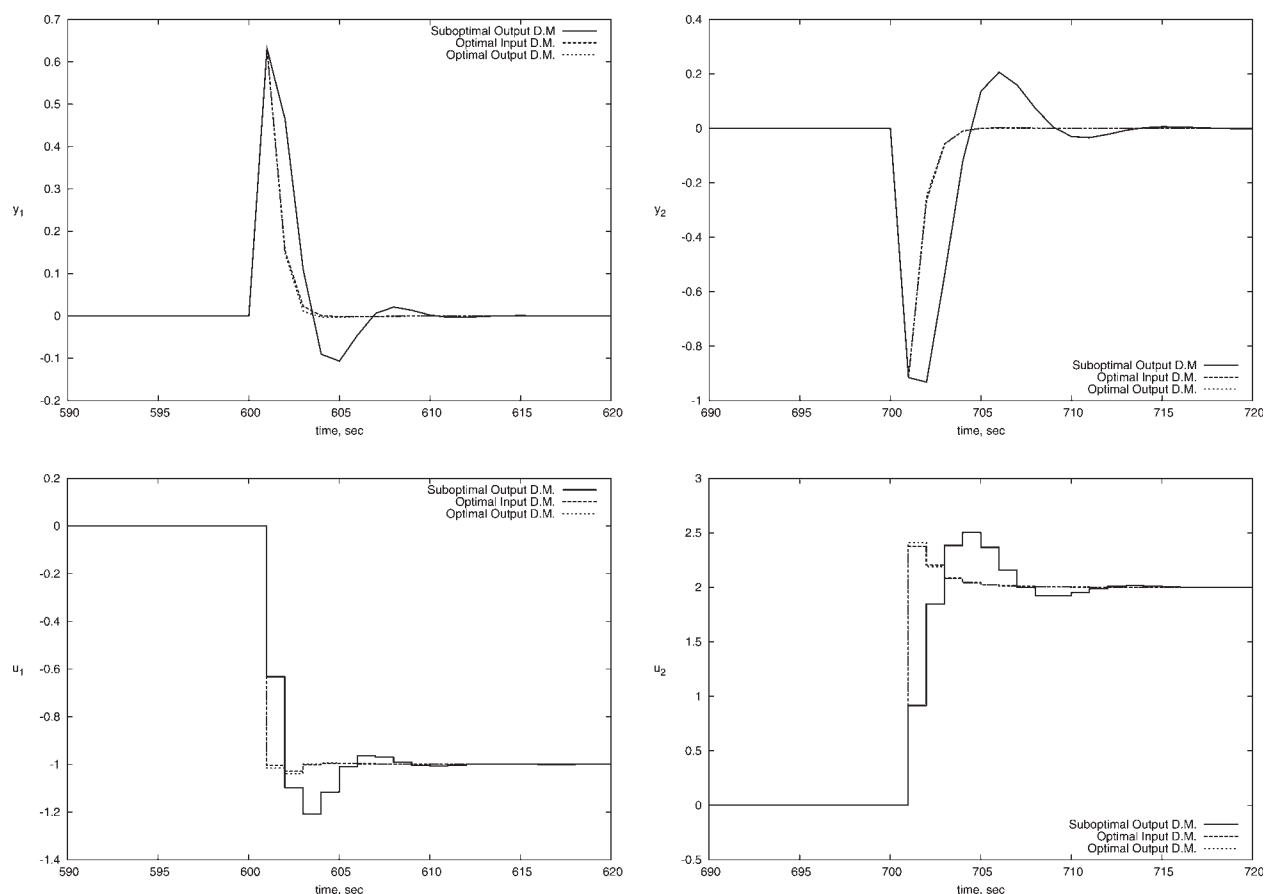 0.7
0.6
0.5
0.4
0.3
0.2
0.1
0
-0.1
-0.2
y1
Suboptimal Output D.M
Optimal Input D.M.
Optimal Output D.M.
590 595 600 605 610 615 620
time, sec
0.4
0.2
0
-0.2
-0.4
-0.6
-0.8
-1
y2
Suboptimal Output D.M.
Optimal Input D.M.
Optimal Output D.M.
690 695 700 705 710 715 720
time, sec
0.2
0
-0.2
-0.4
-0.6
-0.8
-1
-1.2
-1.4
u1
Suboptimal Output D.M.
Optimal Input D.M.
Optimal Output D.M.
590 595 600 605 610 615 620
time, sec
3
2.5
2
1.5
1
0.5
0
-0.5
u2
Suboptimal Output D.M.
Optimal Input D.M.
Optimal Output D.M.
690 695 700 705 710 715 720
time, sec